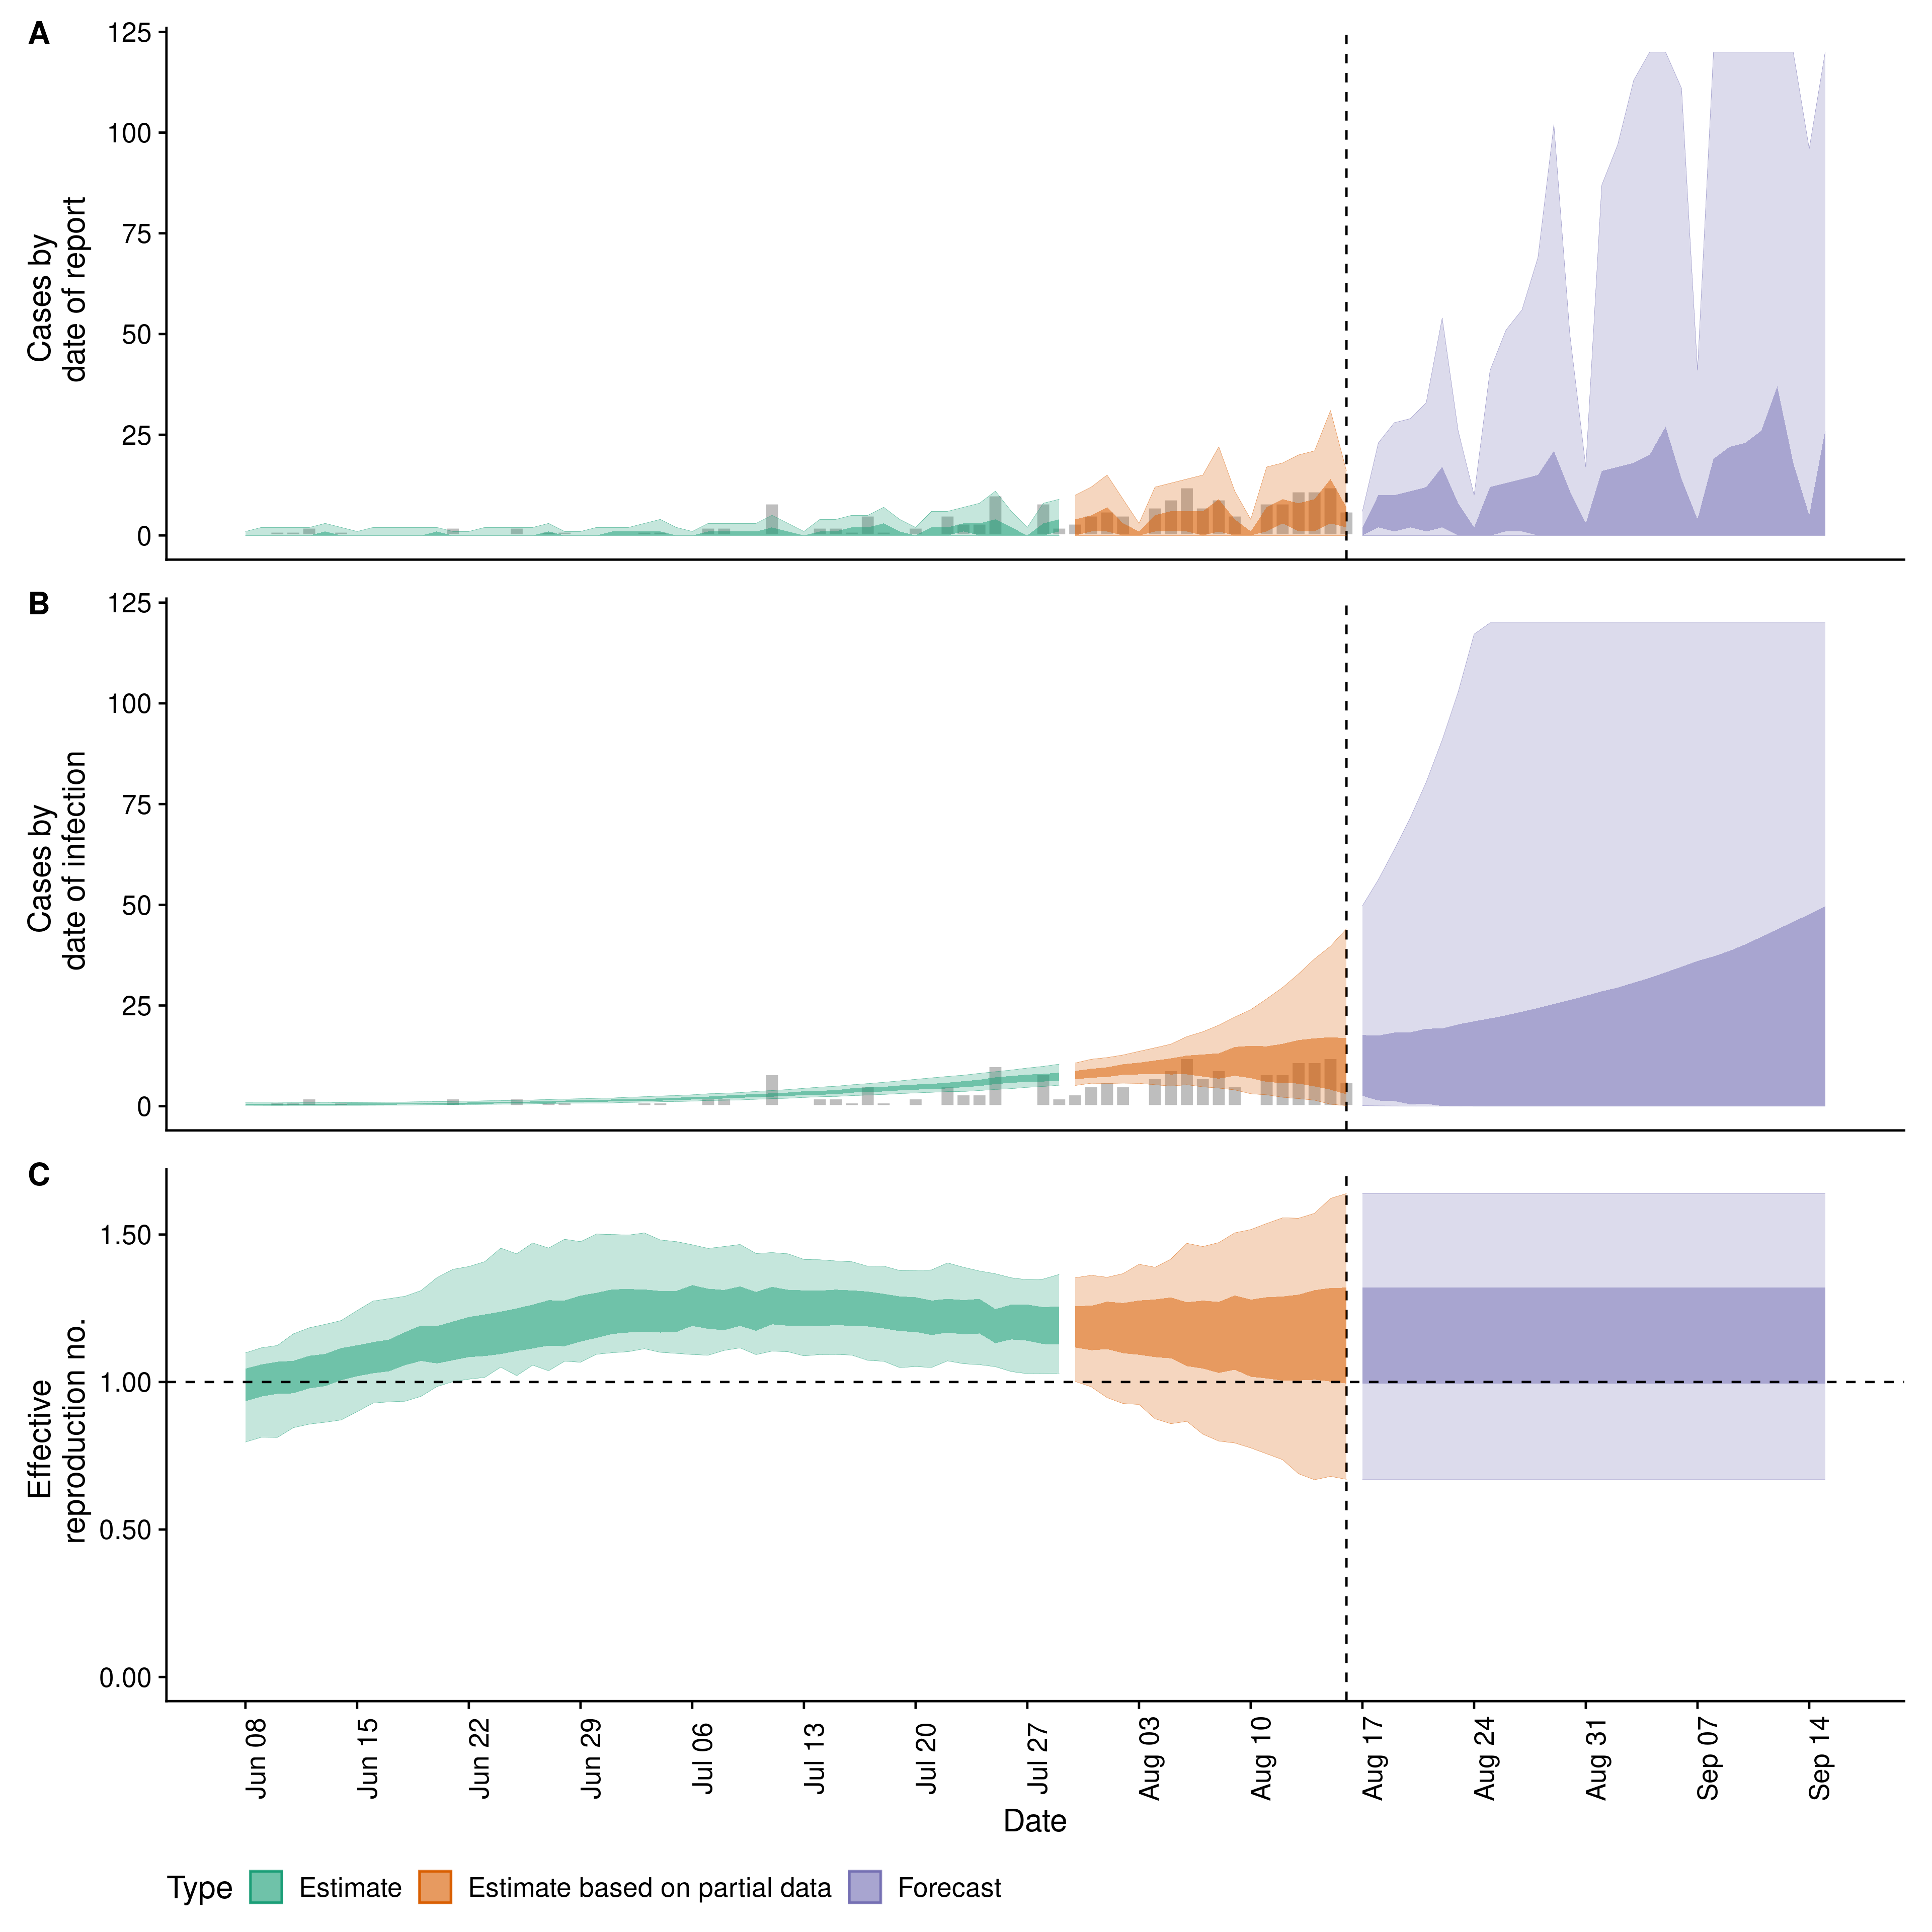 A
125
100
75
50
25
0
Cases by
date of report
B
125
100
75
50
25
0
Cases by
date of infection
C
1.50
1.00
0.50
0.00
Effective
reproduction no.
Jun 08
Jun 15
Jun 22
Jun 29
Jul 06
Jul 13
Jul 20
Jul 27
Aug 03
Aug 10
Aug 17
Aug 24
Aug 31
Sep 07
Sep 14
Date
Type Estimate Estimate based on partial data Forecast